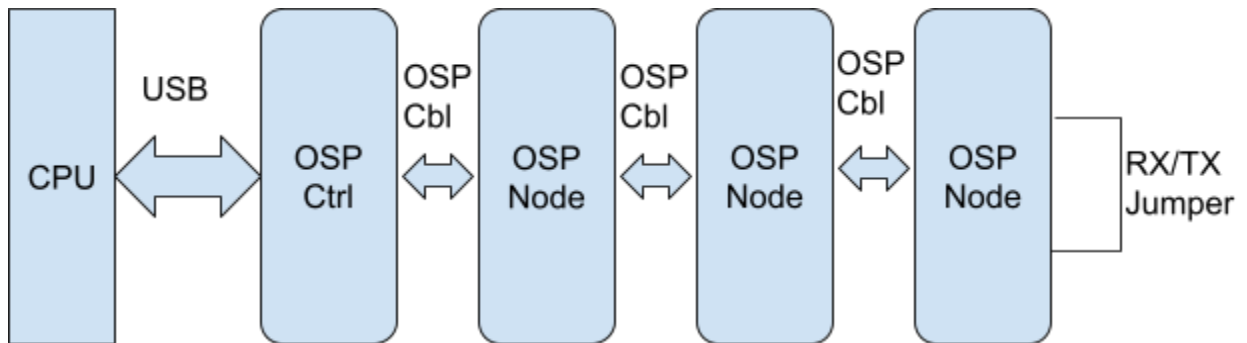 CPU
USB
OSP
Ctrl
OSP
Cbl
OSP
Node
OSP
Cbl
OSP
Node
OSP
Cbl
OSP
Node
RX/TX
Jumper